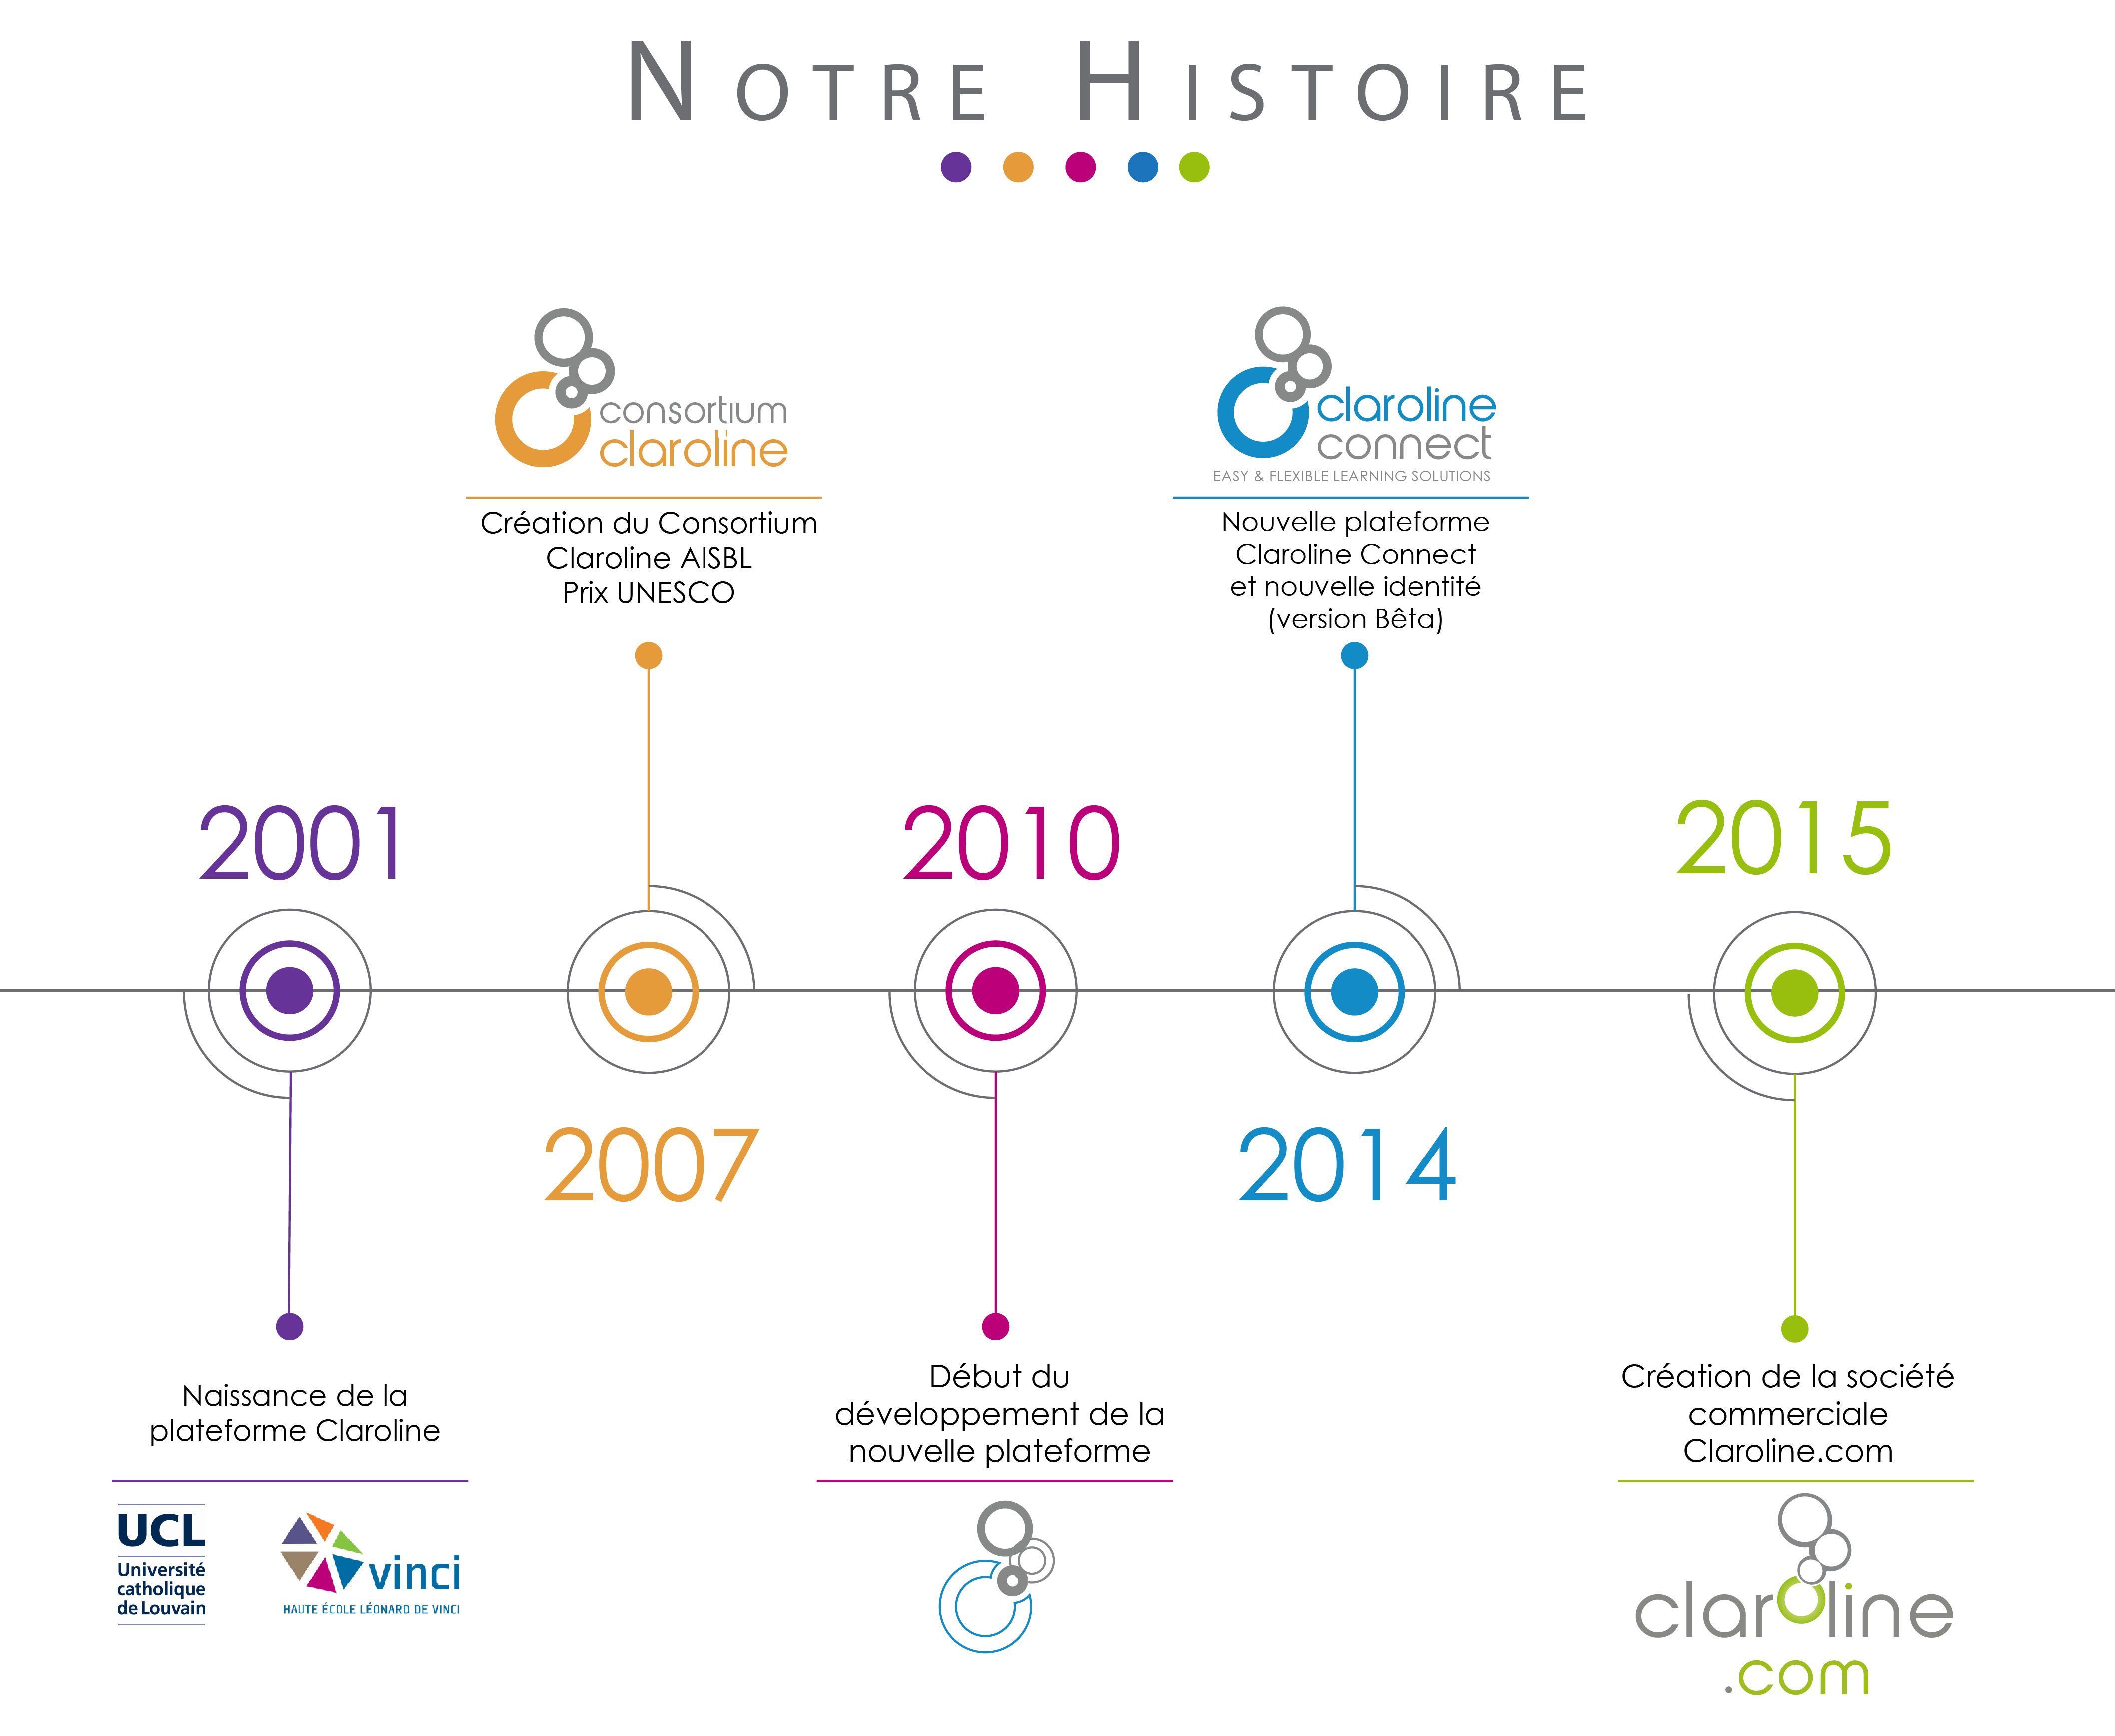 Notre Histoire
consortium
claroline
Création du Consortium
Claroline AISBL
Prix UNESCO
claroline
connect
EASY & FLEXIBLE LEARNING SOLUTIONS
Nouvelle plateforme
Claroline Connect
et nouvelle identité
(version Bêta)
2001
2010
2015
2007
2014
Naissance de la
plateforme Claroline
UCL
Université
catholique
de Louvain
vinci
HAUTE ÉCOLE LÉONARD DE VINCI
Début du
développement de la
nouvelle plateforme
Création de la société
commerciale
Claroline.com
claroline
.com